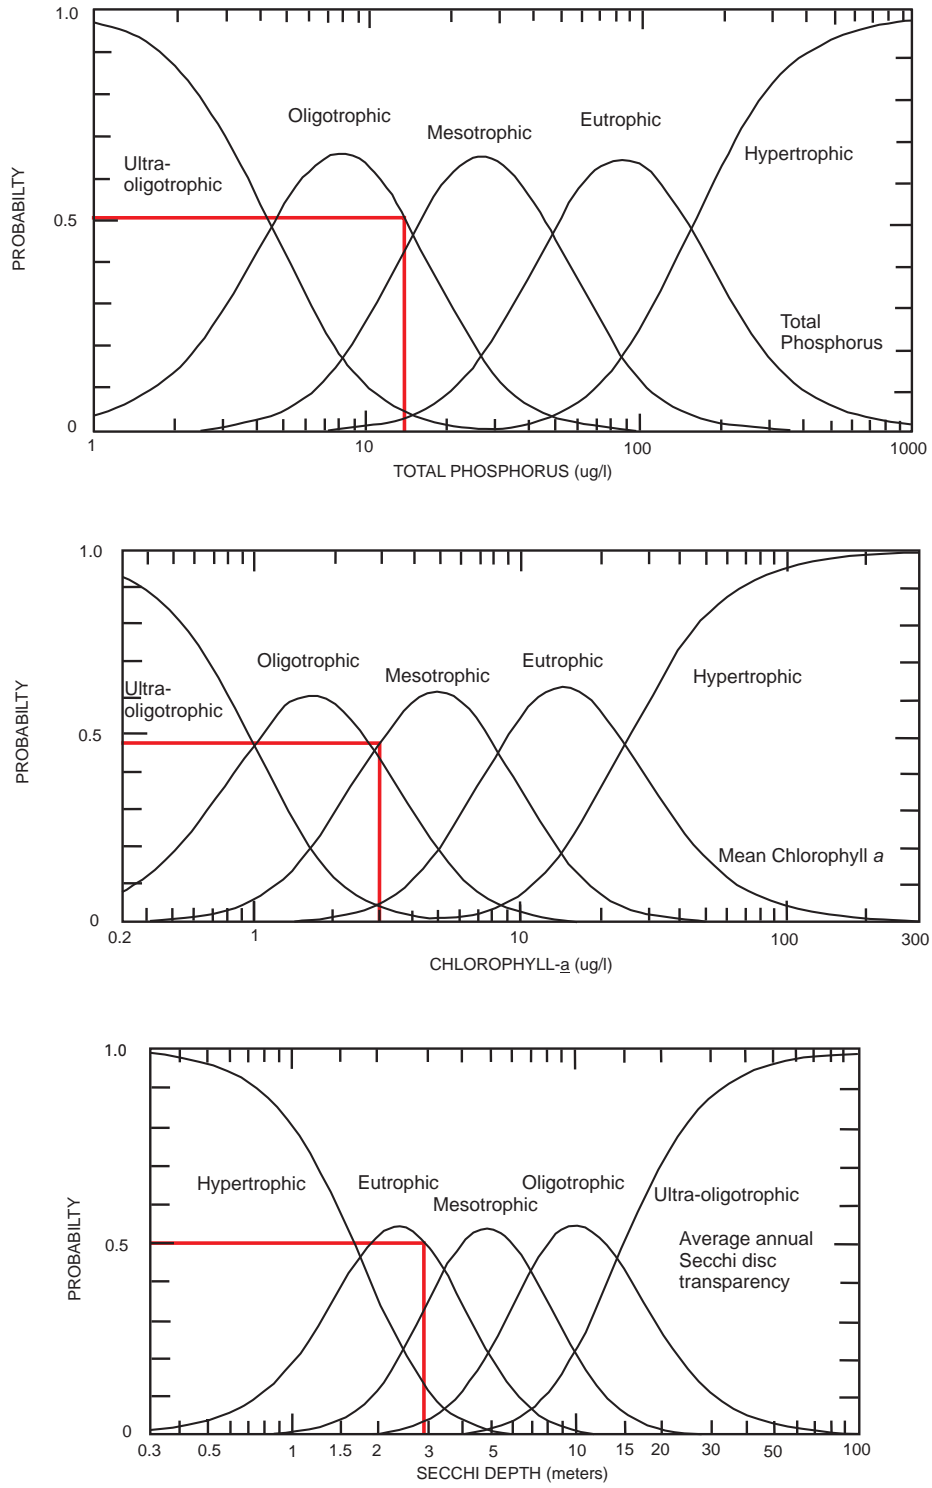 1.0
Oligotrophic
Mesotrophic
Eutrophic
Hypertrophic
Ultra-
oligotrophic
PROBABILTY
0.5
Total
Phosphorus
0
1 10 100 1000
TOTAL PHOSPHORUS (ug/l)
1.0
Oligotrophic
Mesotrophic
Eutrophic
Hypertrophic
Ultra-
oligotrophic
PROBABILTY
0.5
Mean Chlorophyll a
0
0.2 1 10 100 300
CHLOROPHYLL-a (ug/l)
1.0
Hypertrophic
Eutrophic
Mesotrophic
Oligotrophic
Ultra-oligotrophic
PROBABILTY
0.5
Average annual
Secchi disc
transparency
0
0.3 0.5 1 1.5 2 3 5 10 15 20 30 50 100
SECCHI DEPTH (meters)